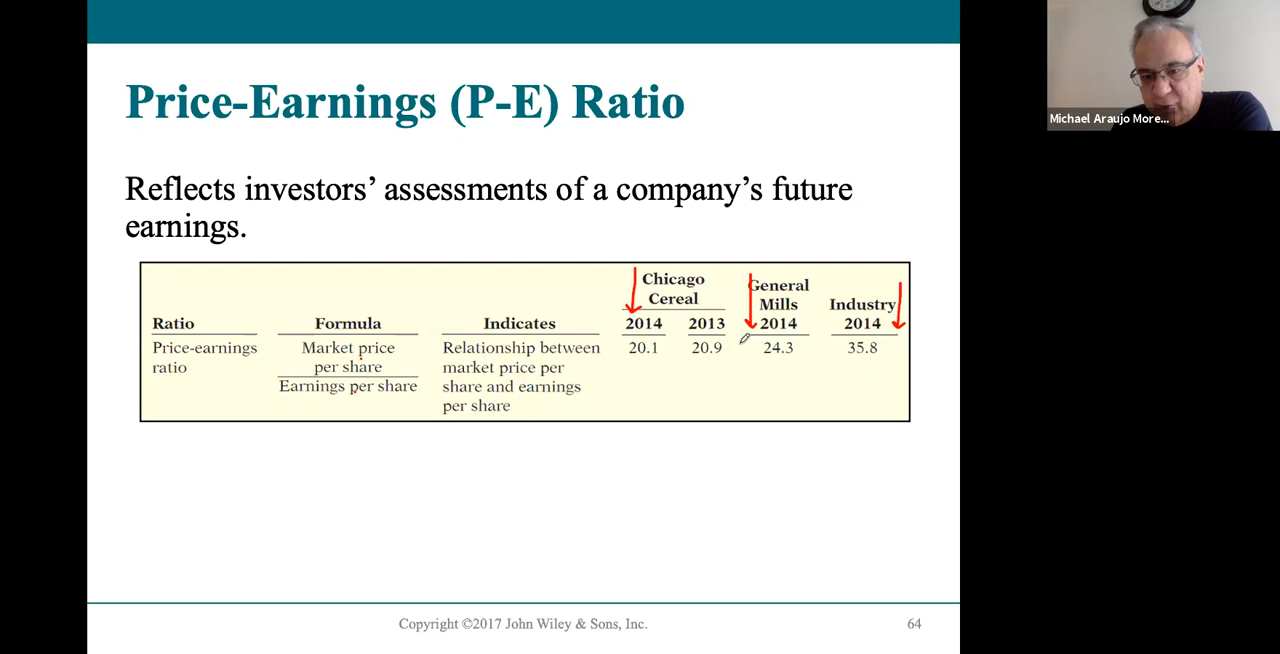 Price-Earnings (P-E) Ratio
Michael Araujo More...
Reflects investors’ assessments of a company’s future
earnings.
Chicago
Cereal
General
Mills
Industry
Ratio Formula Indicates 2014 2013 2014 2014
Price-earnings
ratio
Market price
per share
Earnings per share
Relationship between
market price per
share and earnings
per share
20.1 20.9 24.3 35.8
Copyright ©2017 John Wiley & Sons, Inc.
64